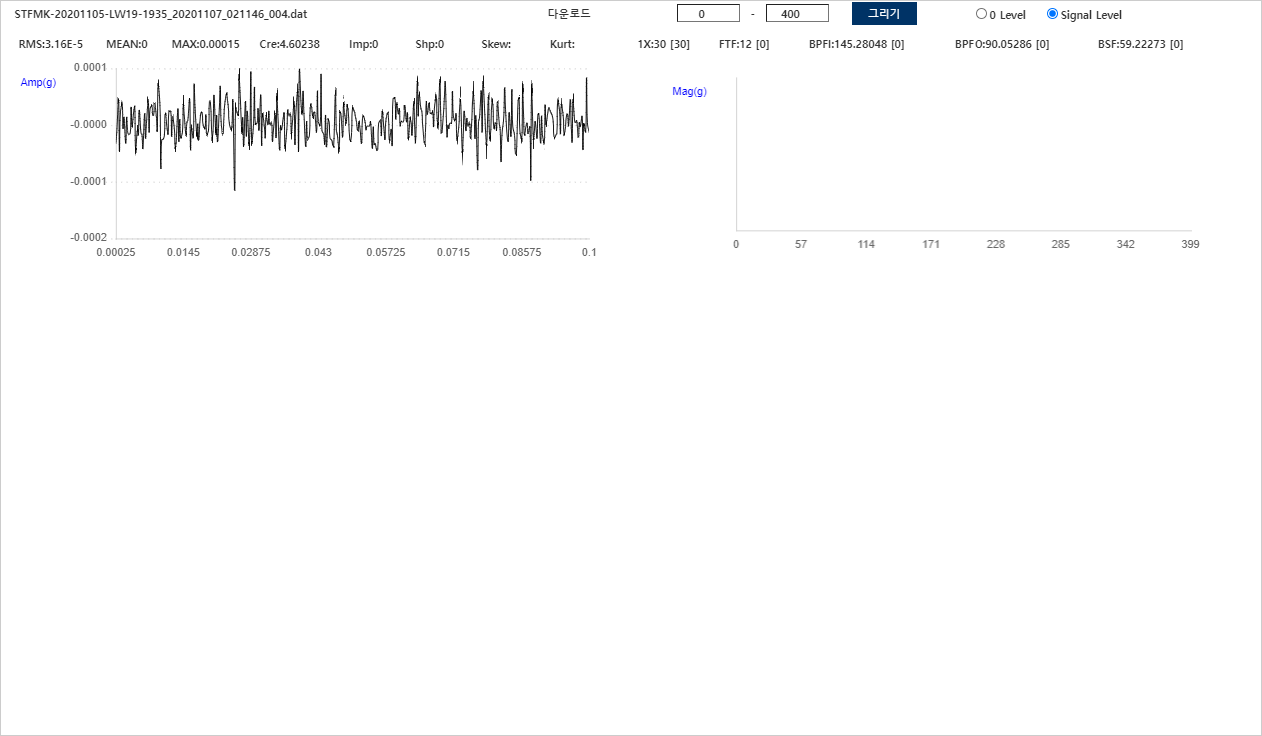 STFMK-20201105-LW19-1935_20201107_021146_004.dat 다운로드 0 - 400 그리기 0 Level Signal Level
RMS:3.16E-5 MEAN:0 MAX:0.00015 Cre:4.60238 Imp:0 Shp:0 Skew: Kurt: 1X:30 [30] FTF:12 [0] BPFI:145.28048 [0] BPFO:90.05286 [0] BSF:59.22273 [0]
0.0001
Amp(g)
Mag(g)
-0.0000
-0.0001
-0.0002
0.00025 0.0145 0.02875 0.043 0.05725 0.0715 0.08575 0.1
0 57 114 171 228 285 342 399